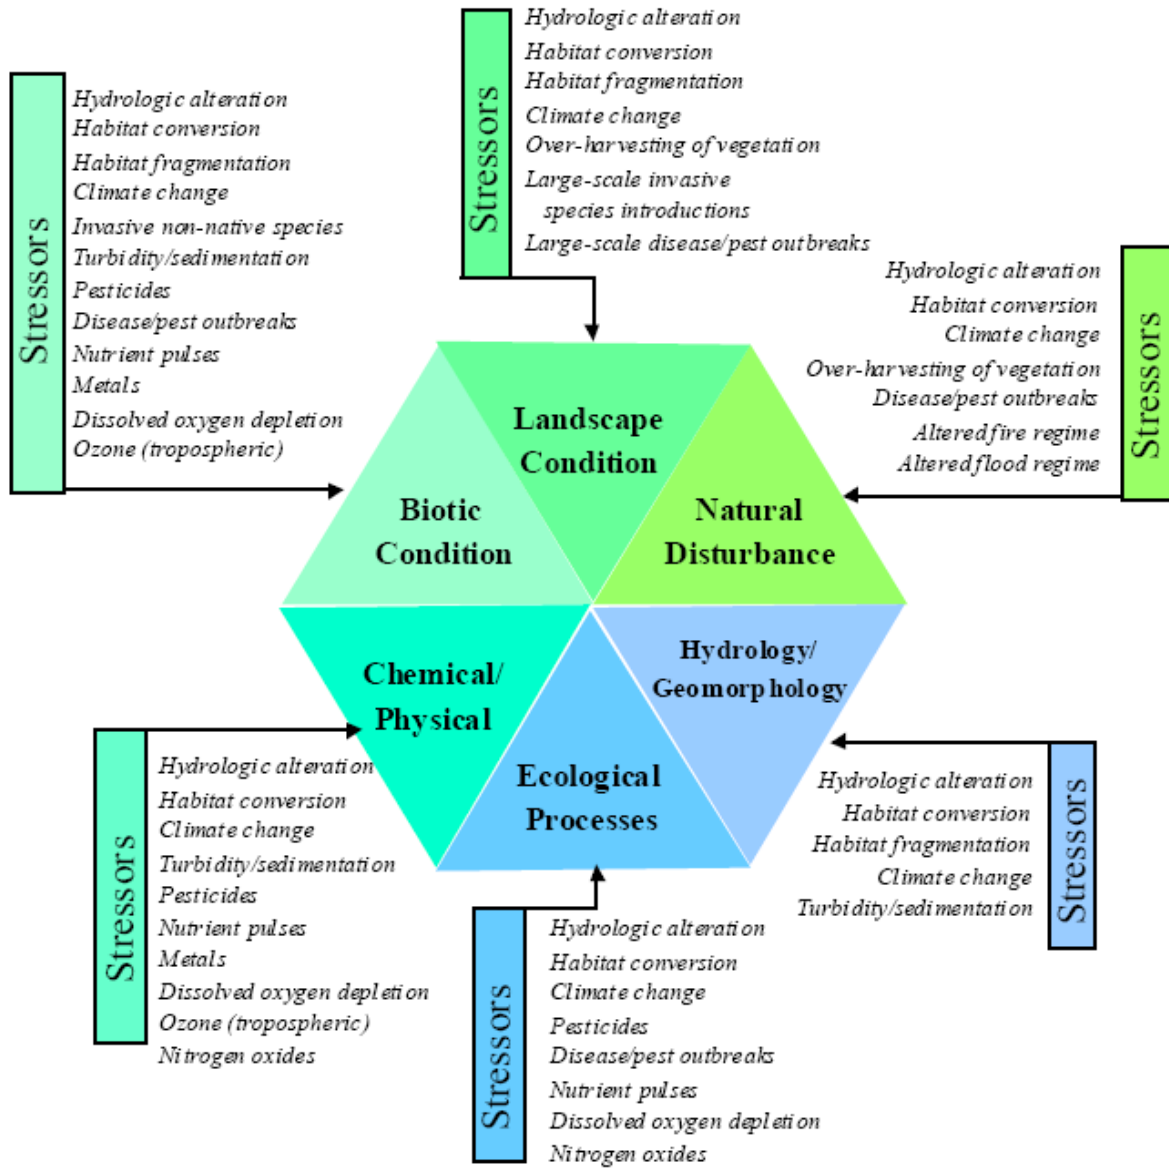 Stressors
Hydrologic alteration
Habitat conversion
Habitat fragmentation
Climate change
Over-harvesting of vegetation
Large-scale invasive
species introductions
Large-scale disease/pest outbreaks
Stressors
Hydrologic alteration
Habitat conversion
Habitat fragmentation
Climate change
Invasive non-native species
Turbidity/sedimentation
Pesticides
Disease/pest outbreaks
Nutrient pulses
Metals
Dissolved oxygen depletion
Ozone (tropospheric)
Stressors
Hydrologic alteration
Habitat conversion
Climate change
Over-harvesting of vegetation
Disease/pest outbreaks
Altered fire regime
Altered flood regime
Landscape
Condition
Biotic
Condition
Natural
Disturbance
Chemical/
Physical
Ecological
Processes
Hydrology/
Geomorphology
Stressors
Hydrologic alteration
Habitat conversion
Climate change
Turbidity/sedimentation
Pesticides
Nutrient pulses
Metals
Dissolved oxygen depletion
Ozone (tropospheric)
Nitrogen oxides
Stressors
Hydrologic alteration
Habitat conversion
Climate change
Pesticides
Disease/pest outbreaks
Nutrient pulses
Dissolved oxygen depletion
Nitrogen oxides
Stressors
Hydrologic alteration
Habitat conversion
Habitat fragmentation
Climate change
Turbidity/sedimentation